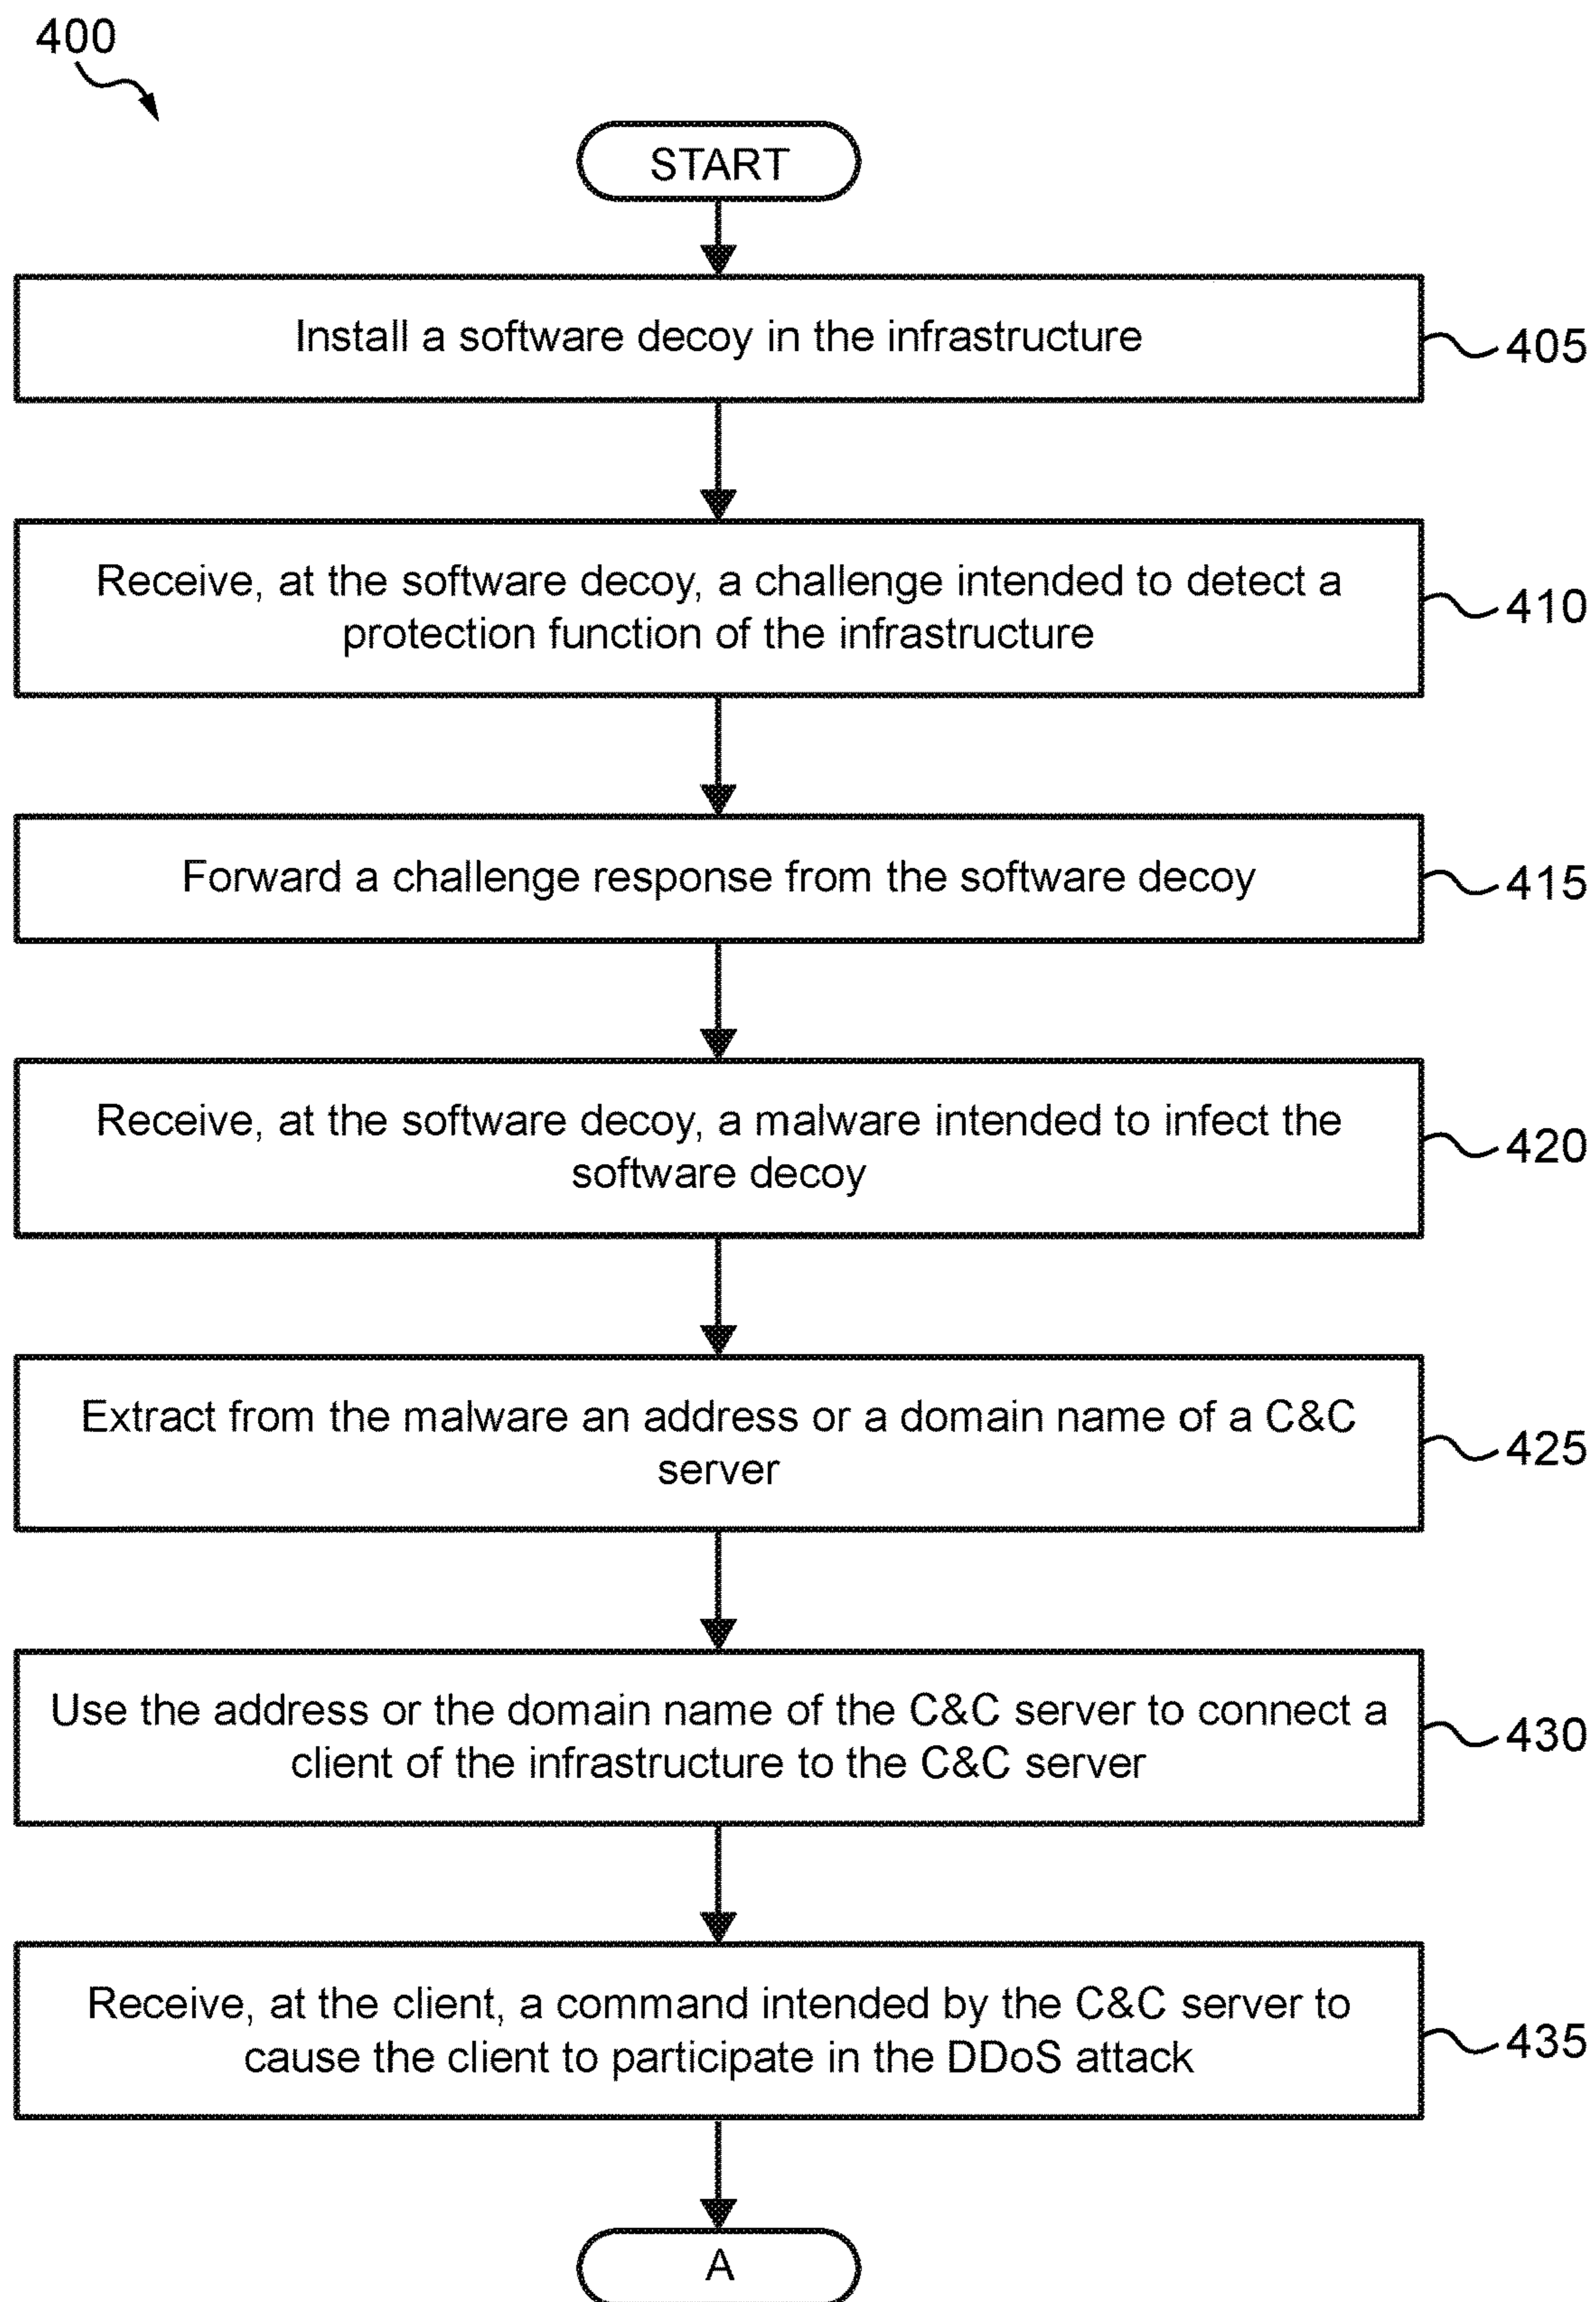 400
START
Install a software decoy in the infrastructure
405
Receive, at the software decoy, a challenge intended to detect a
protection function of the infrastructure
410
Forward a challenge response from the software decoy
415
Receive, at the software decoy, a malware intended to infect the
software decoy
420
Extract from the malware an address or a domain name of a C&C
server
425
Use the address or the domain name of the C&C server to connect a
client of the infrastructure to the C&C server
430
Receive, at the client, a command intended by the C&C server to
cause the client to participate in the DDoS attack
435
A